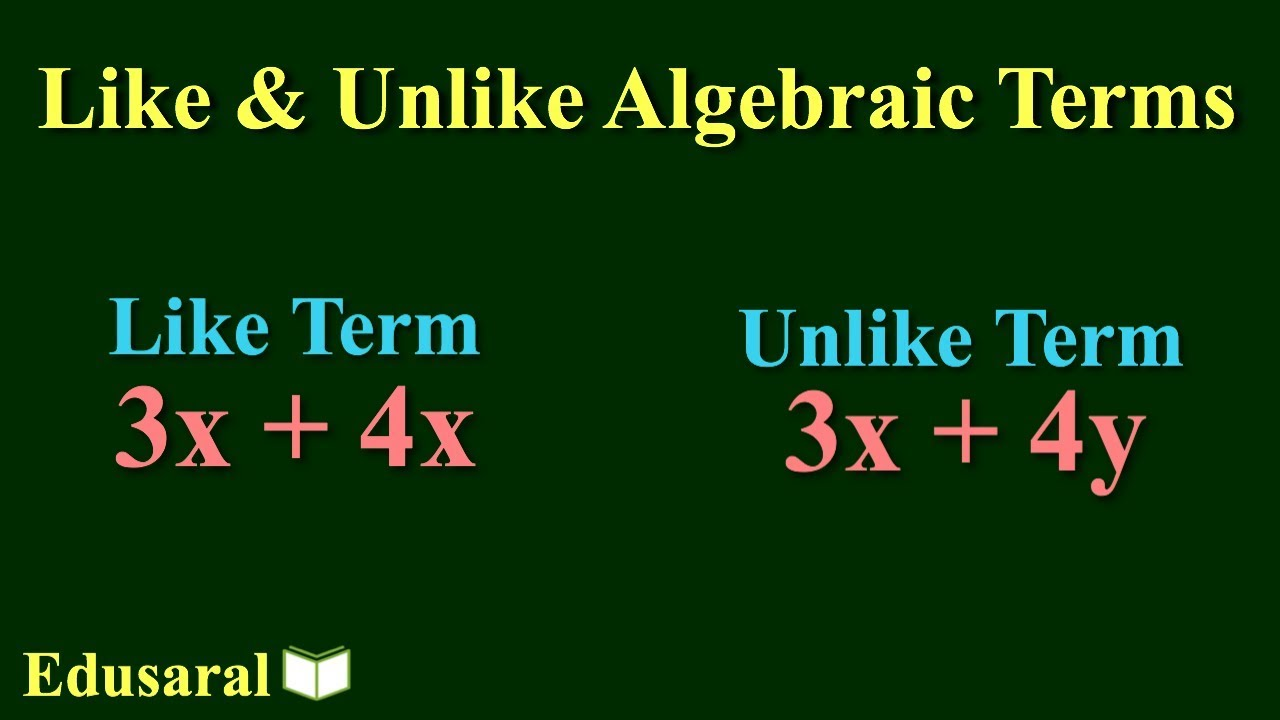 Like & Unlike Algebraic Terms
Like Term
3x + 4x
Unlike Term
3x + 4y
Edusaral